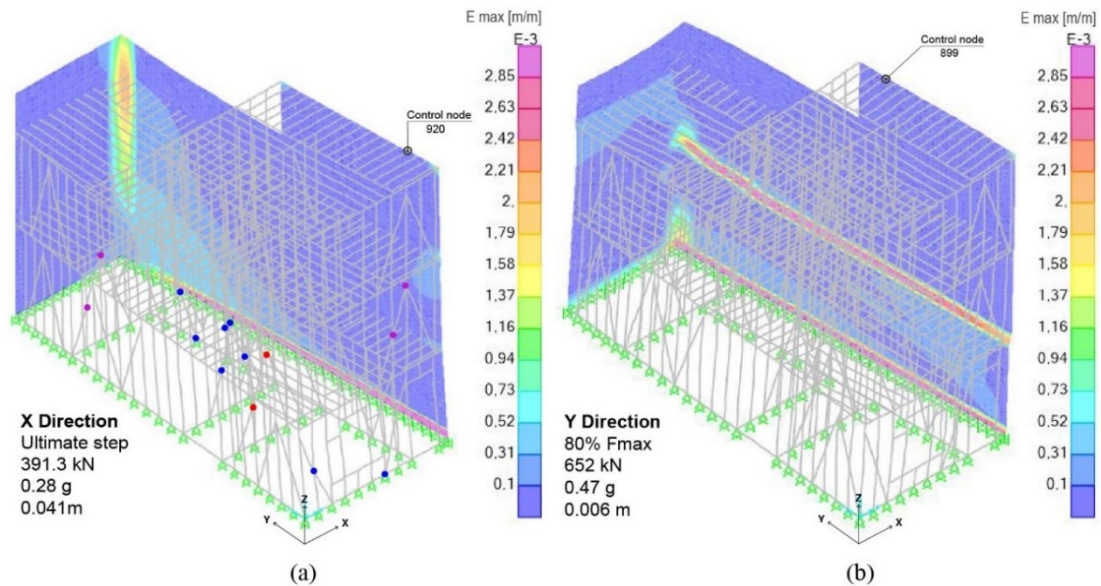 E max [m/m]
E-3
Control node
920
2.85
2.63
2.42
2.21
2.
1.79
1.58
1.37
1.16
0.94
0.73
0.52
0.31
0.1
X Direction
Ultimate step
391.3 kN
0.28 g
0.041m
Z
Y
X
(a)
E max [m/m]
E-3
Control node
899
2.85
2.63
2.42
2.21
2.
1.79
1.58
1.37
1.16
0.94
0.73
0.52
0.31
0.1
Y Direction
80% Fmax
652 kN
0.47 g
0.006 m
Z
Y
X
(b)